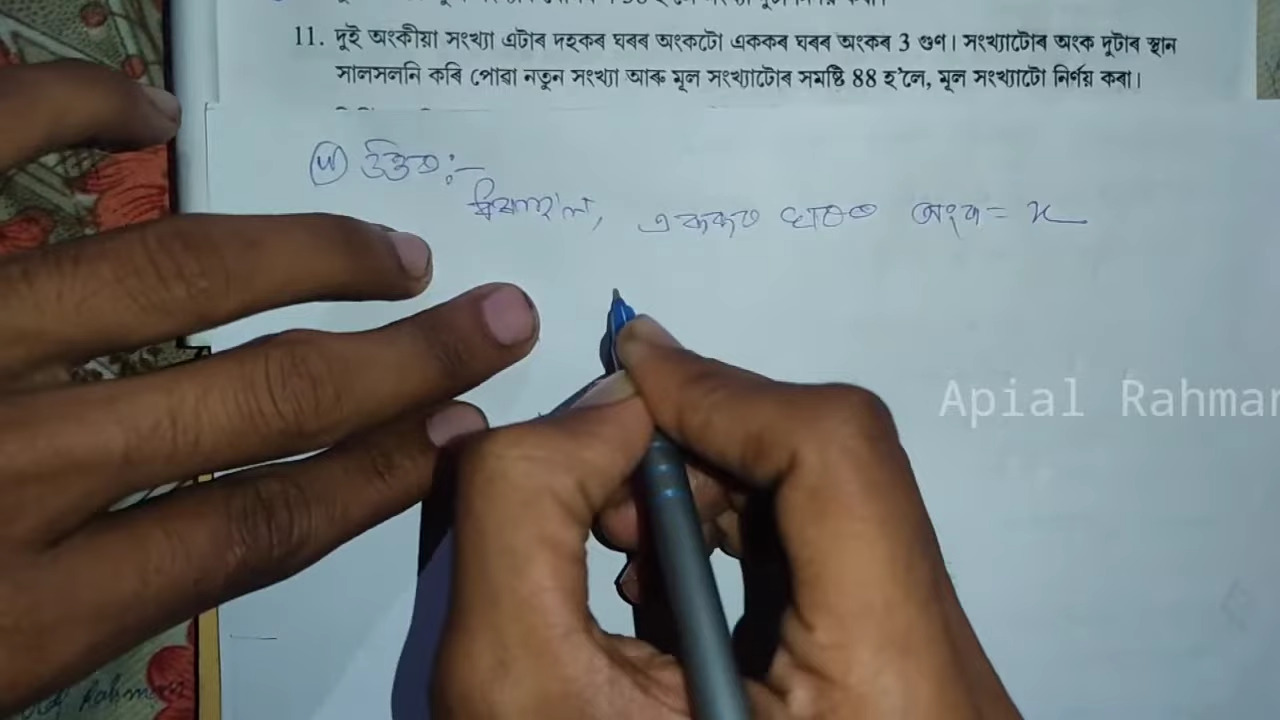 11. দুই অংকীয়া সংখ্যা এটাৰ দহকৰ ঘৰৰ অংকটো এককৰ ঘৰৰ অংকৰ 3 গুণ। সংখ্যাটোৰ অংক দুটাৰ স্থান
সালসলনি কৰি পোৱা নতুন সংখ্যা আৰু মূল সংখ্যাটোৰ সমষ্টি 88 হ'লে, মূল সংখ্যাটো নিৰ্ণয় কৰা।
উত্তৰ:-
এককৰ ঘৰৰ অংক = x
Apial Rahman
Rahman